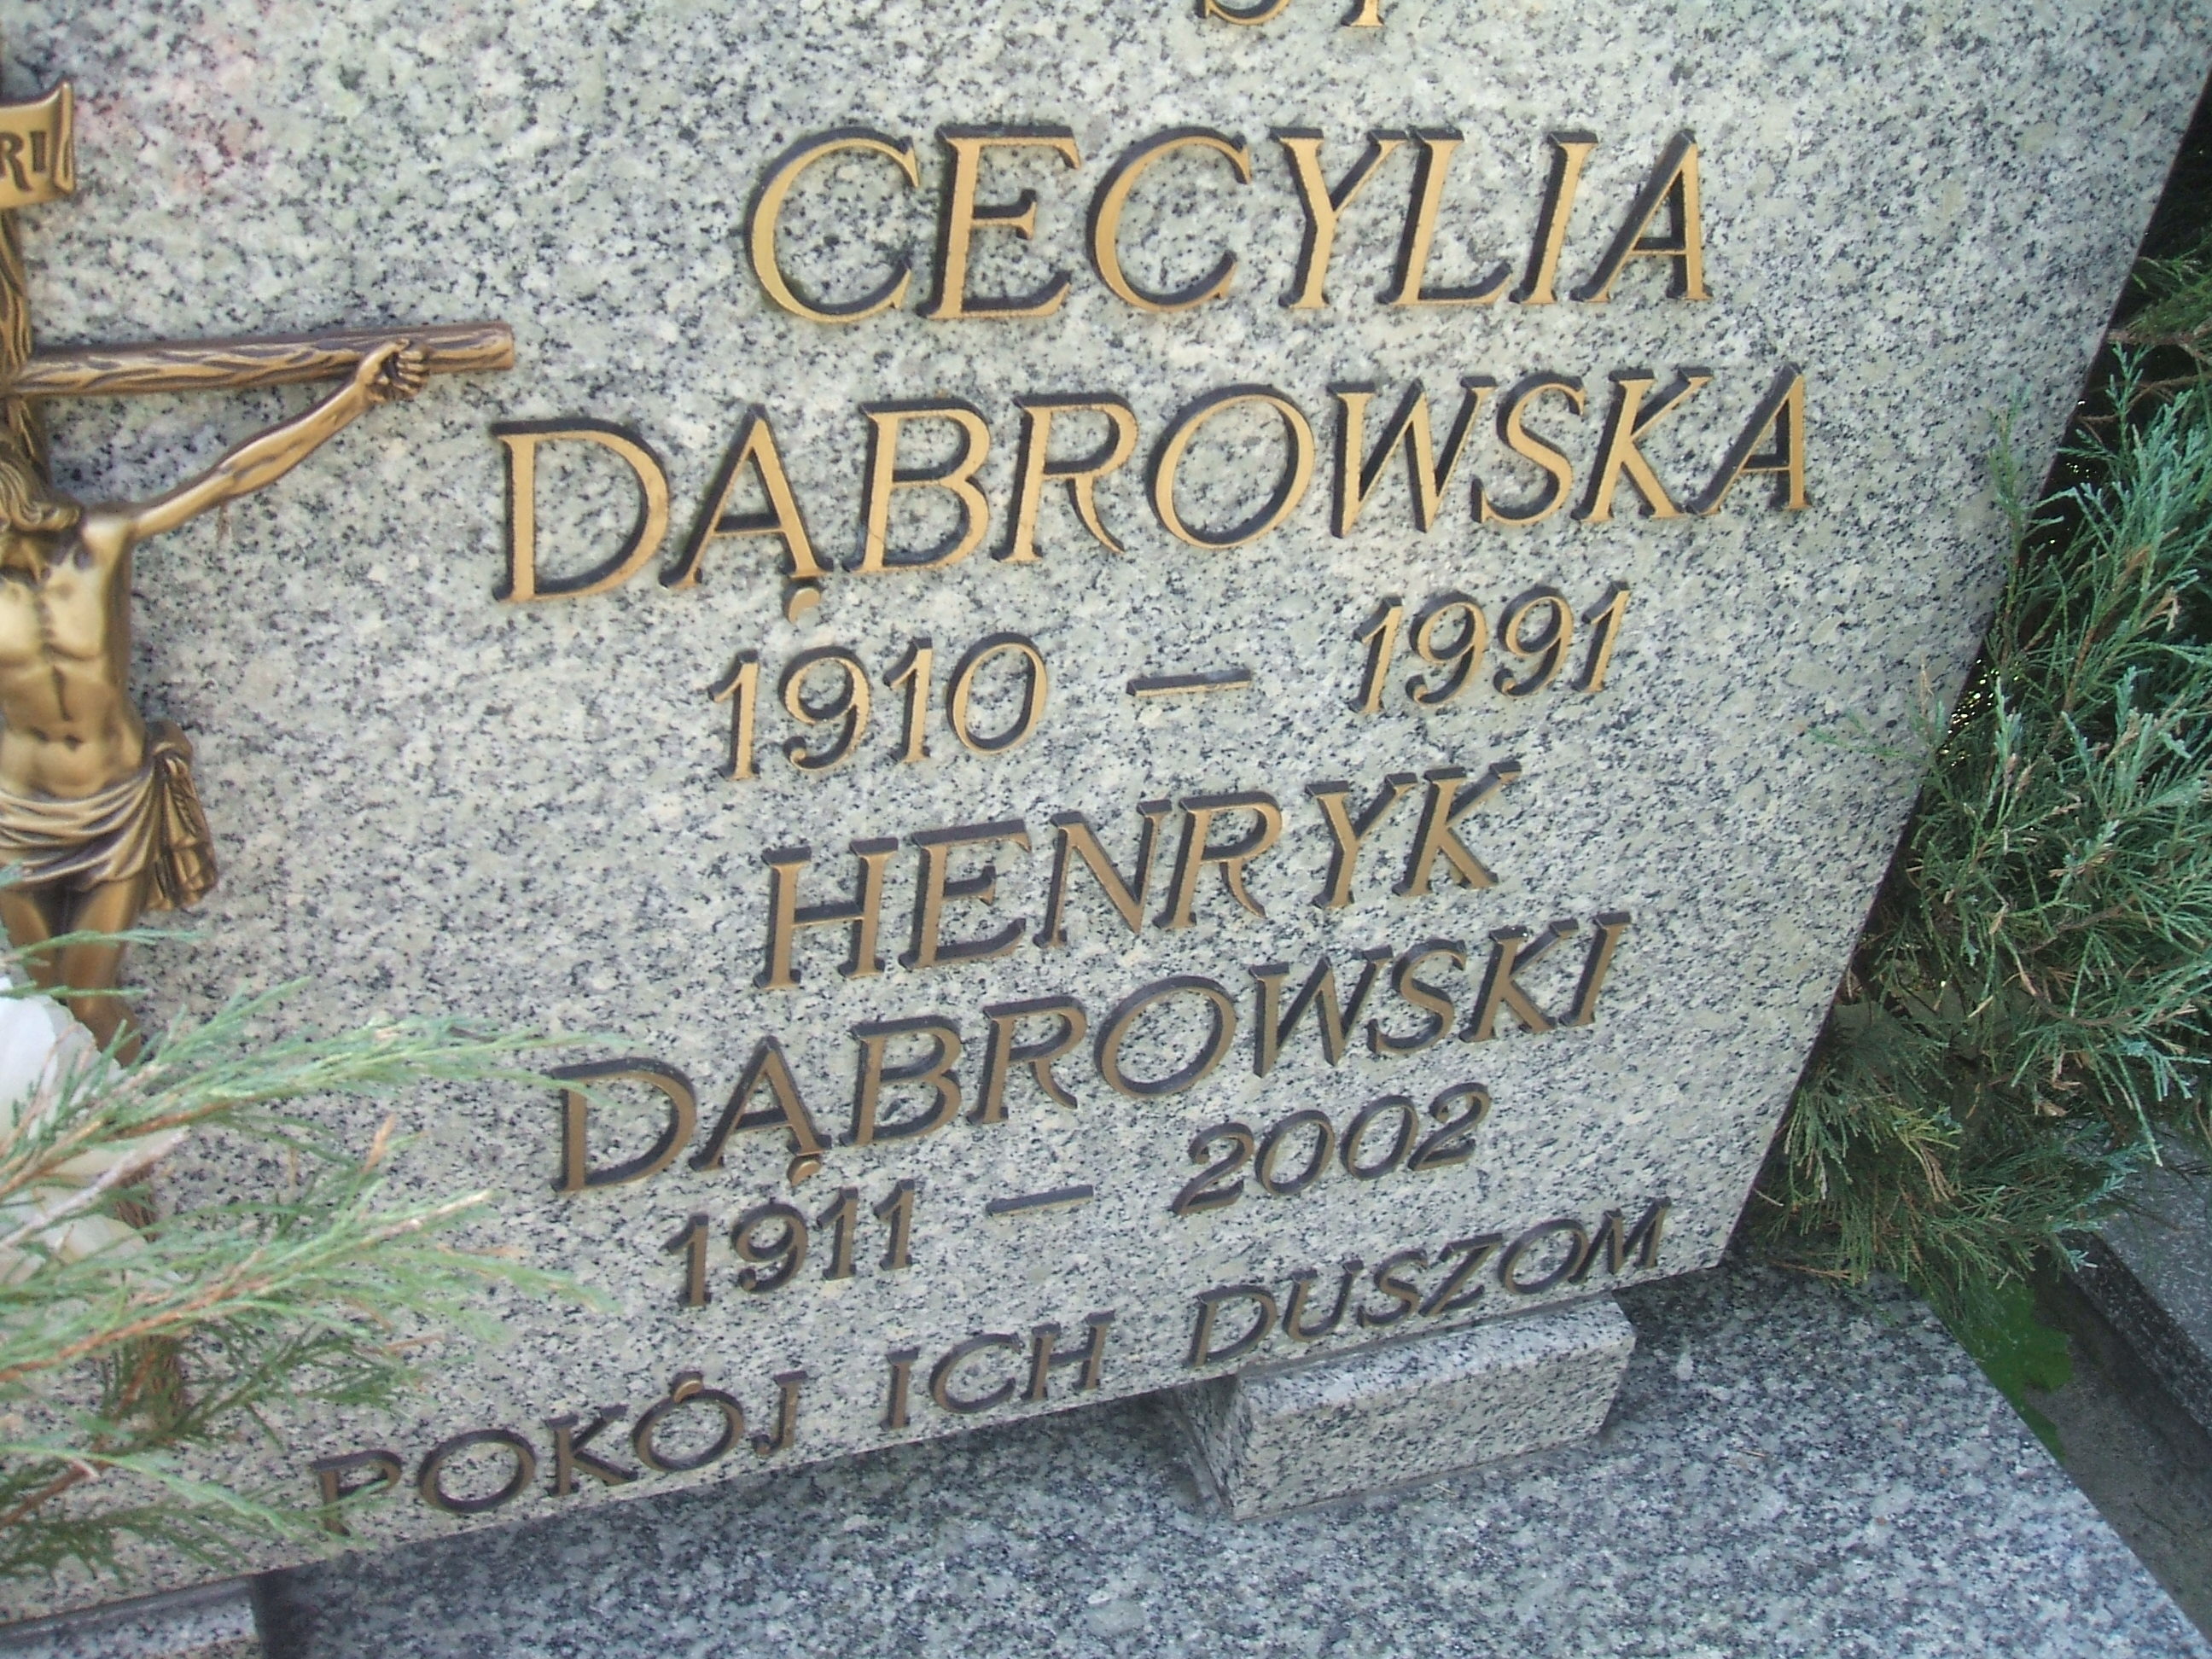 CECYLIA
DĄBROWSKA
1910 — 1991
HENRYK
DĄBROWSKI
1911 — 2002
POKÓJ ICH DUSZOM